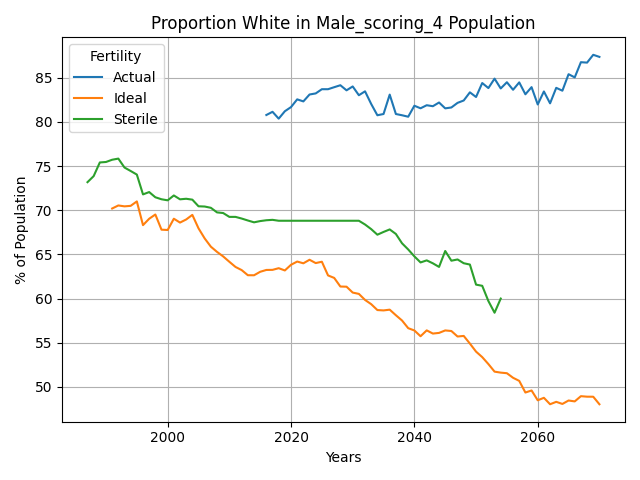 Proportion White in Male_scoring_4 Population
Fertility
Actual
Ideal
Sterile
% of Population
85
80
75
70
65
60
55
50
2000
2020
2040
2060
Years